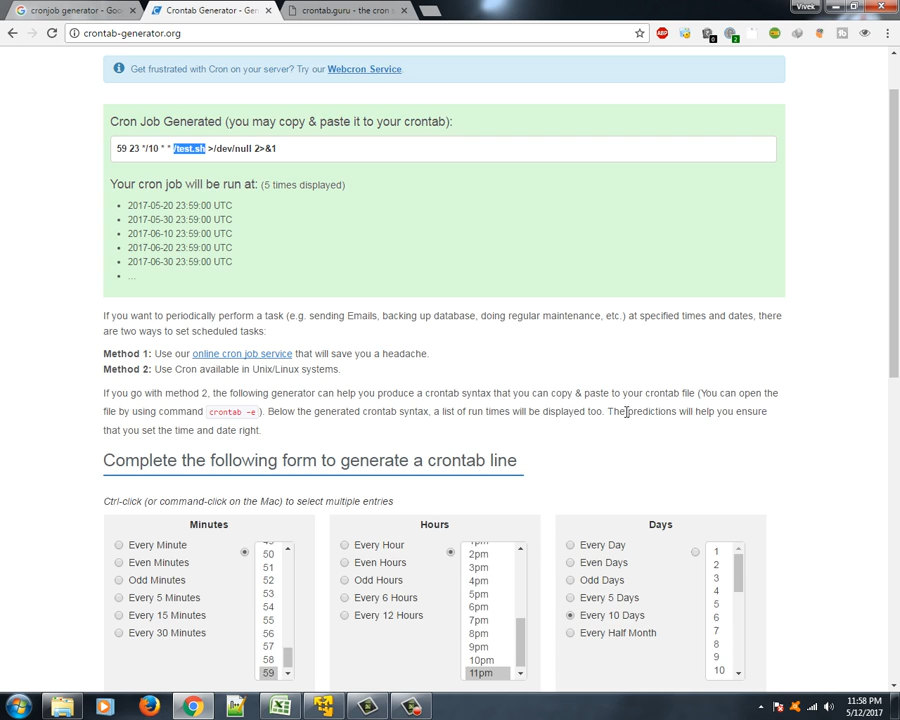 cronjob generator - Goo
Crontab Generator - Gen
crontab.guru - the cron s
Vivek
crontab-generator.org
ABP
0
2
Get frustrated with Cron on your server? Try our Webcron Service.
Cron Job Generated (you may copy & paste it to your crontab):
59 23 */10 * * /test.sh >/dev/null 2>&1
Your cron job will be run at: (5 times displayed)
2017-05-20 23:59:00 UTC
2017-05-30 23:59:00 UTC
2017-06-10 23:59:00 UTC
2017-06-20 23:59:00 UTC
2017-06-30 23:59:00 UTC
...
If you want to periodically perform a task (e.g. sending Emails, backing up database, doing regular maintenance, etc.) at specified times and dates, there
are two ways to set scheduled tasks:
Method 1: Use our online cron job service that will save you a headache.
Method 2: Use Cron available in Unix/Linux systems.
If you go with method 2, the following generator can help you produce a crontab syntax that you can copy & paste to your crontab file (You can open the
file by using command crontab -e ). Below the generated crontab syntax, a list of run times will be displayed too. The predictions will help you ensure
that you set the time and date right.
Complete the following form to generate a crontab line
Ctrl-click (or command-click on the Mac) to select multiple entries
Minutes
Every Minute
Even Minutes
Odd Minutes
Every 5 Minutes
Every 15 Minutes
Every 30 Minutes
50
51
52
53
54
55
56
57
58
59
Hours
Every Hour
Even Hours
Odd Hours
Every 6 Hours
Every 12 Hours
1pm
2pm
3pm
4pm
5pm
6pm
7pm
8pm
9pm
10pm
11pm
Days
Every Day
Even Days
Odd Days
Every 5 Days
Every 10 Days
Every Half Month
1
2
3
4
5
6
7
8
9
10
11:58 PM
5/12/2017